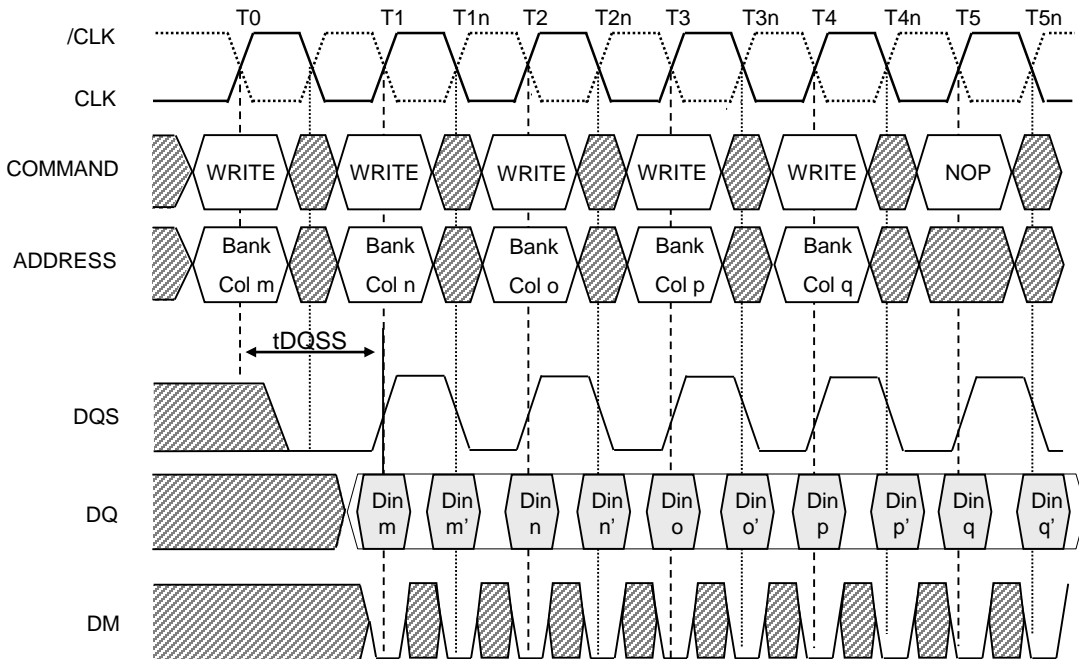 T0 T1 T1n T2 T2n T3 T3n T4 T4n T5 T5n
/CLK
CLK
COMMAND WRITE WRITE WRITE WRITE WRITE NOP
Bank Bank Bank Bank Bank
ADDRESS
Col m Col n Col o Col p Col q
tDQSS
DQS
Din Din Din Din Din Din Din Din Din Din
DQ
m m’ n n’ o o’ p p’ q q’
DM